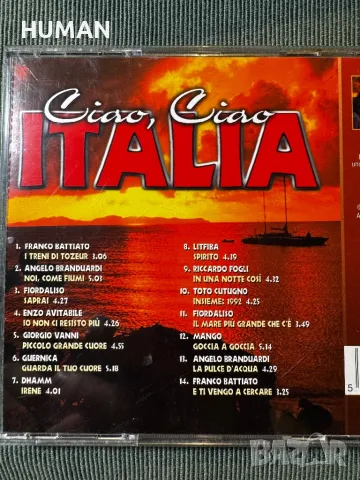 HUMAN
Ciao, Ciao
ITALIA
1. FRANCO BATTIATO
I TRENI DI TOZEUR 3.06
2. ANGELO BRANDUARDI
NOI, COME FIUMI 5.03
3. FIORDALISO
SAPRAI 4.27
4. ENZO AVITABILE
IO NON CI RESISTO PIÙ 4.26
5. GIORGIO VANNI
PICCOLO GRANDE CUORE 4.55
6. GUERNICA
GUARDA IL TUO CUORE 5.18
7. DHAMM
IRENE 4.01
8. LITFIBA
SPIRITO 4.19
9. RICCARDO FOGLI
IN UNA NOTTE COSÌ 4.32
10. TOTO CUTUGNO
INSIEME: 1992 4.25
11. FIORDALISO
IL MARE PIÙ GRANDE CHE C'È 3.49
12. MANGO
GOCCIA A GOCCIA 5.14
13. ANGELO BRANDUARDI
LA PULCE D'ACQUA 4.29
14. FRANCO BATTIATO
E TI VENGO A CERCARE 3.25
5
bazar.bg